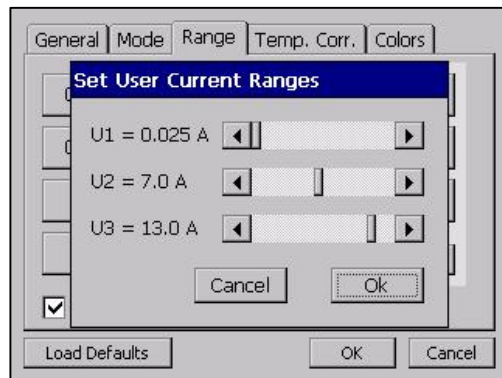 General Mode Range Temp. Corr. Colors
Set User Current Ranges
U1 = 0.025 A
U2 = 7.0 A
U3 = 13.0 A
Cancel Ok
Load Defaults OK Cancel